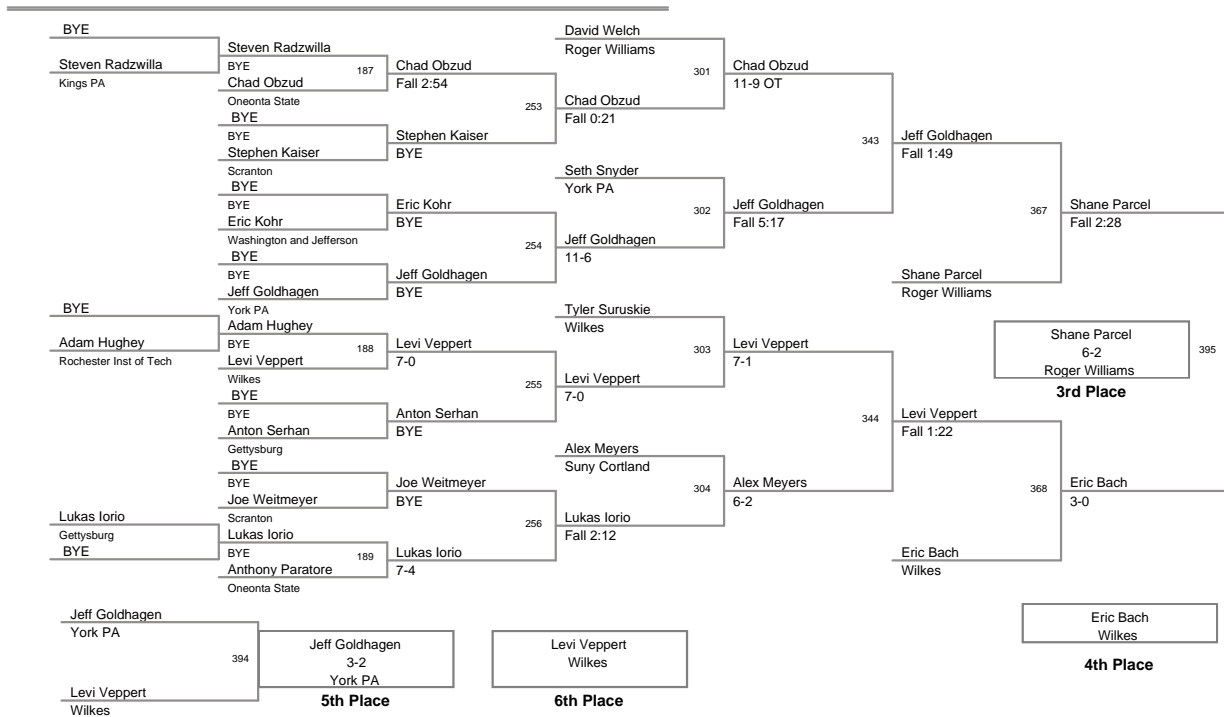 BYE
Steven Radzwilla
Kings PA
Steven Radzwilla
BYE
187
Chad Obzud
Oneonta State
BYE
BYE
Stephen Kaiser
Scranton
BYE
BYE
Eric Kohr
Washington and Jefferson
BYE
BYE
Jeff Goldhagen
York PA
BYE
Adam Hughey
Rochester Inst of Tech
Adam Hughey
BYE
188
Levi Veppert
Wilkes
BYE
BYE
Anton Serhan
Gettysburg
BYE
BYE
Joe Weitmeyer
Scranton
Lukas Iorio
Gettysburg
BYE
Lukas Iorio
BYE
189
Anthony Paratore
Oneonta State
Chad Obzud
Fall 2:54
253
Stephen Kaiser
BYE
Eric Kohr
BYE
254
Jeff Goldhagen
BYE
Levi Veppert
7-0
255
Anton Serhan
BYE
Joe Weitmeyer
BYE
256
Lukas Iorio
7-4
David Welch
Roger Williams
301
Chad Obzud
Fall 0:21
Seth Snyder
York PA
302
Jeff Goldhagen
11-6
Tyler Suruskie
Wilkes
303
Levi Veppert
7-0
Alex Meyers
Suny Cortland
304
Lukas Iorio
Fall 2:12
Chad Obzud
11-9 OT
343
Jeff Goldhagen
Fall 5:17
Levi Veppert
7-1
344
Alex Meyers
6-2
Jeff Goldhagen
Fall 1:49
367
Shane Parcel
Roger Williams
Levi Veppert
Fall 1:22
368
Eric Bach
Wilkes
Shane Parcel
Fall 2:28
Shane Parcel
6-2
Roger Williams
395
3rd Place
Eric Bach
3-0
Eric Bach
Wilkes
4th Place
Jeff Goldhagen
York PA
394
Levi Veppert
Wilkes
Jeff Goldhagen
3-2
York PA
5th Place
Levi Veppert
Wilkes
6th Place